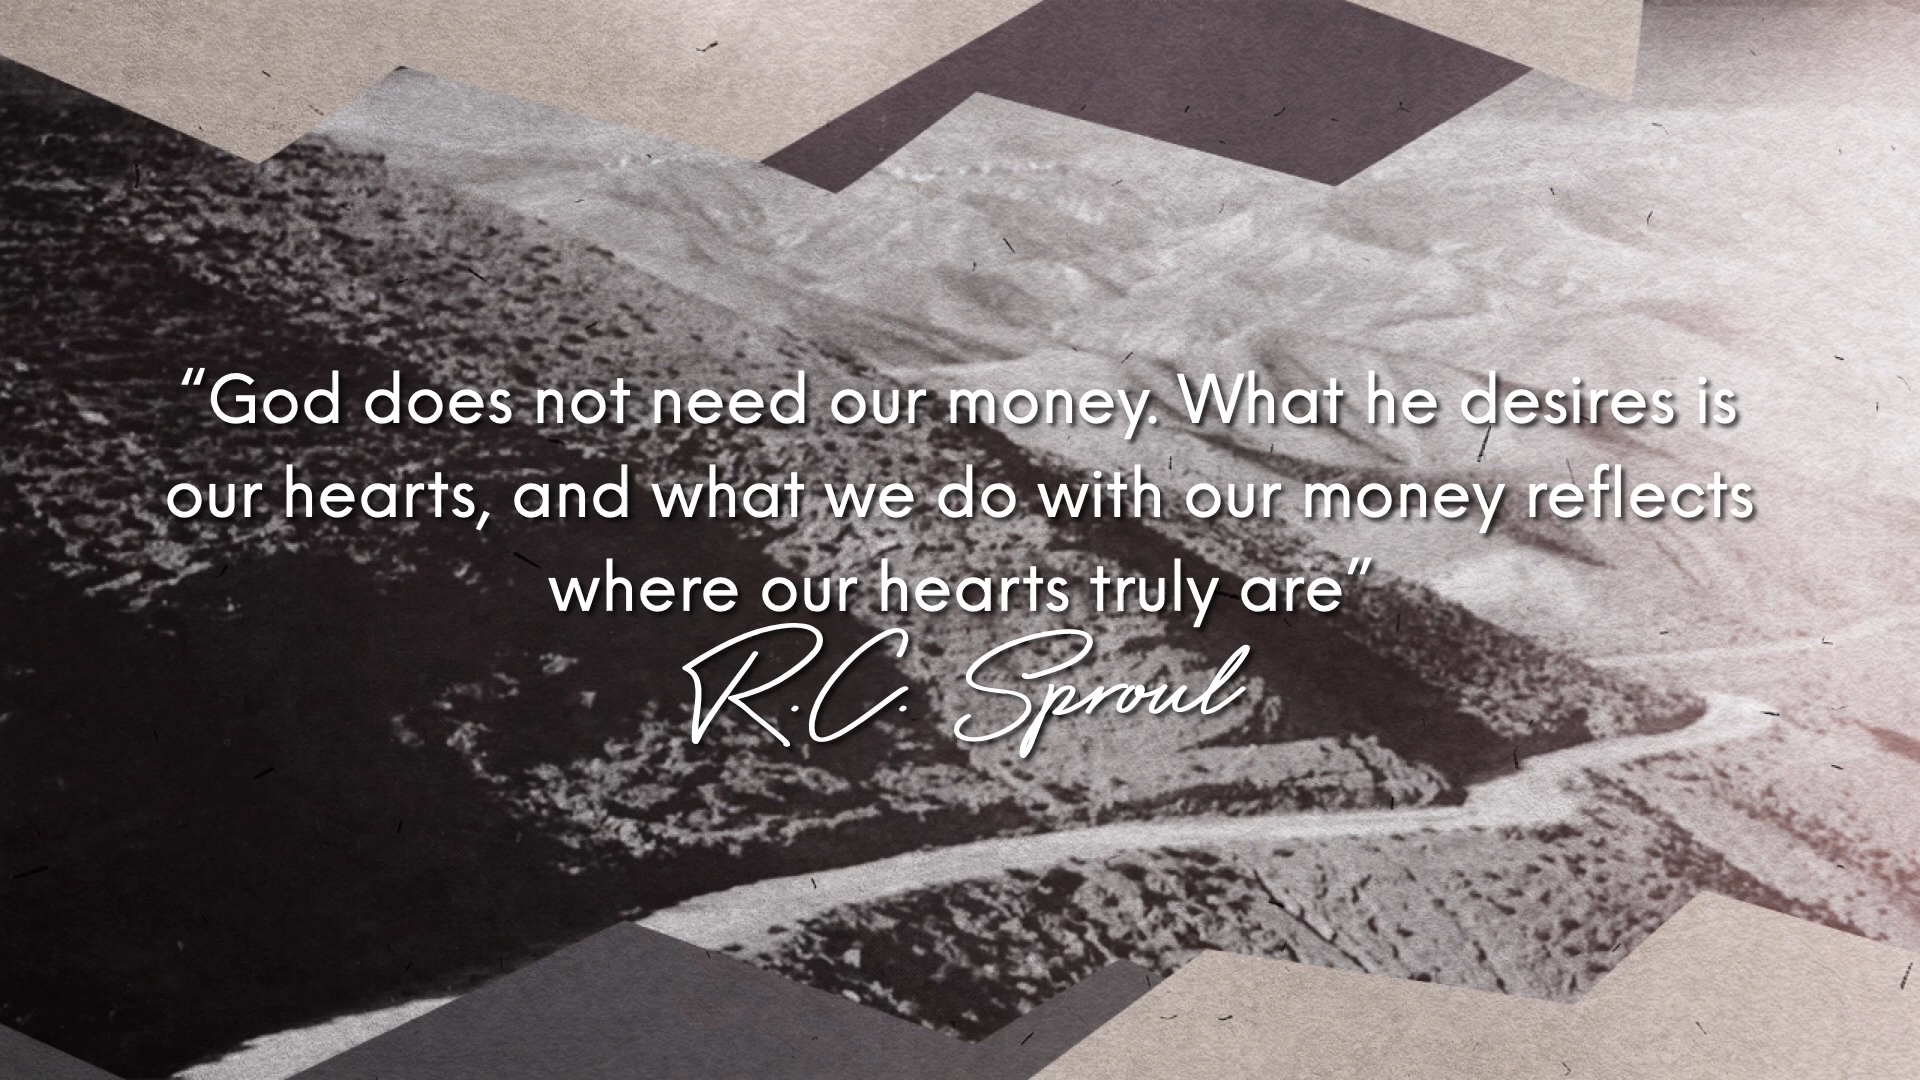 “God does not need our money. What he desires is
our hearts, and what we do with our money reflects
where our hearts truly are”
R.C. Sproul